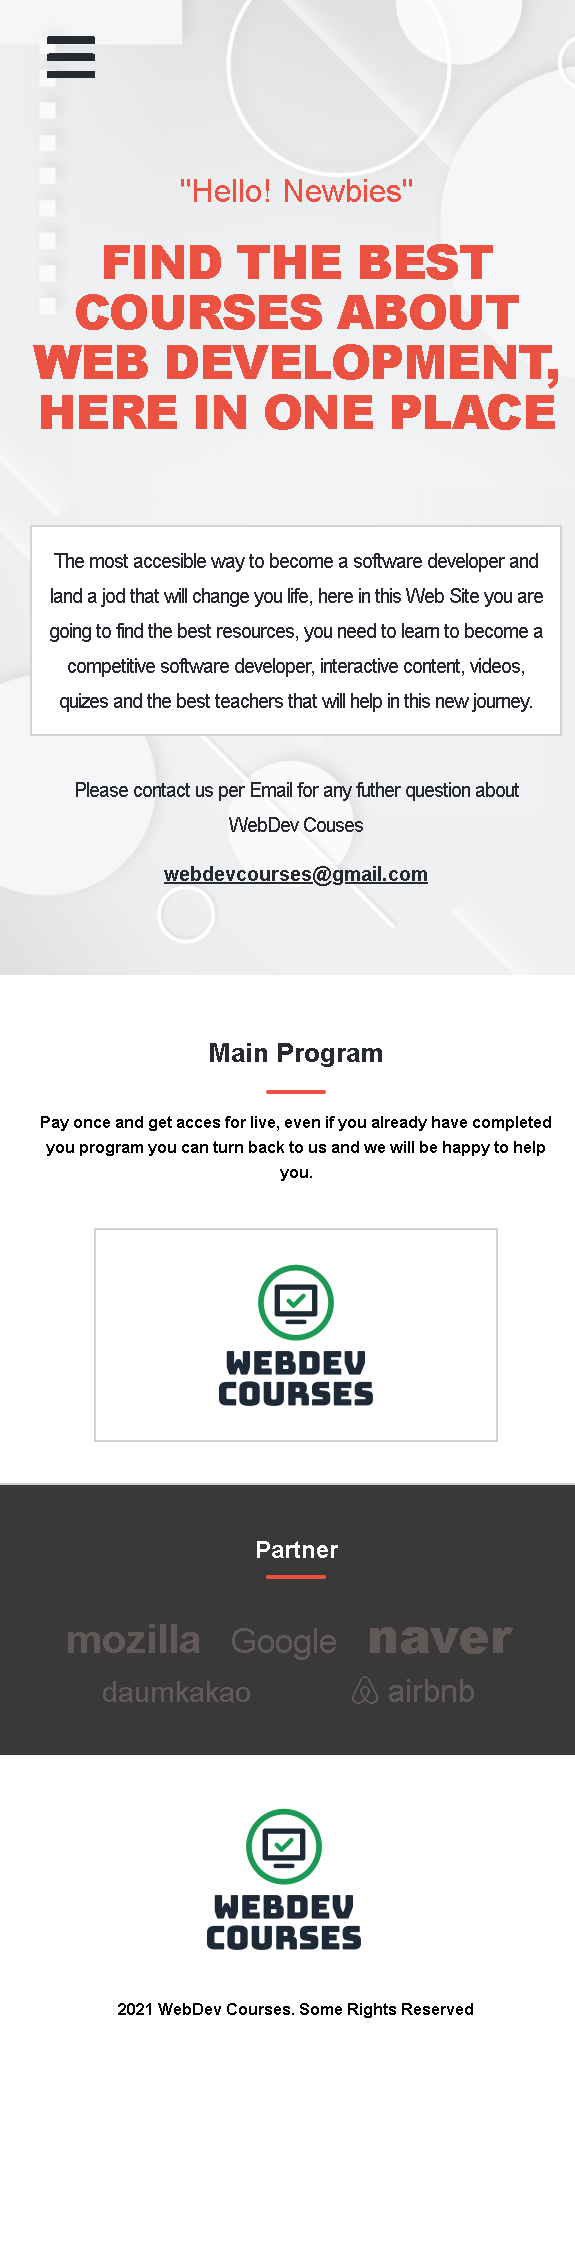 "Hello! Newbies"
FIND THE BEST
COURSES ABOUT
WEB DEVELOPMENT,
HERE IN ONE PLACE
The most accesible way to become a software developer and
land a jod that will change you life, here in this Web Site you are
going to find the best resources, you need to learn to become a
competitive software developer, interactive content, videos,
quizes and the best teachers that will help in this new journey.
Please contact us per Email for any futher question about
WebDev Couses
webdevcourses@gmail.com
Main Program
Pay once and get acces for live, even if you already have completed
you program you can turn back to us and we will be happy to help
you.
WEBDEV
COURSES
Partner
mozilla Google naver
daumkakao airbnb
WEBDEV
COURSES
2021 WebDev Courses. Some Rights Reserved